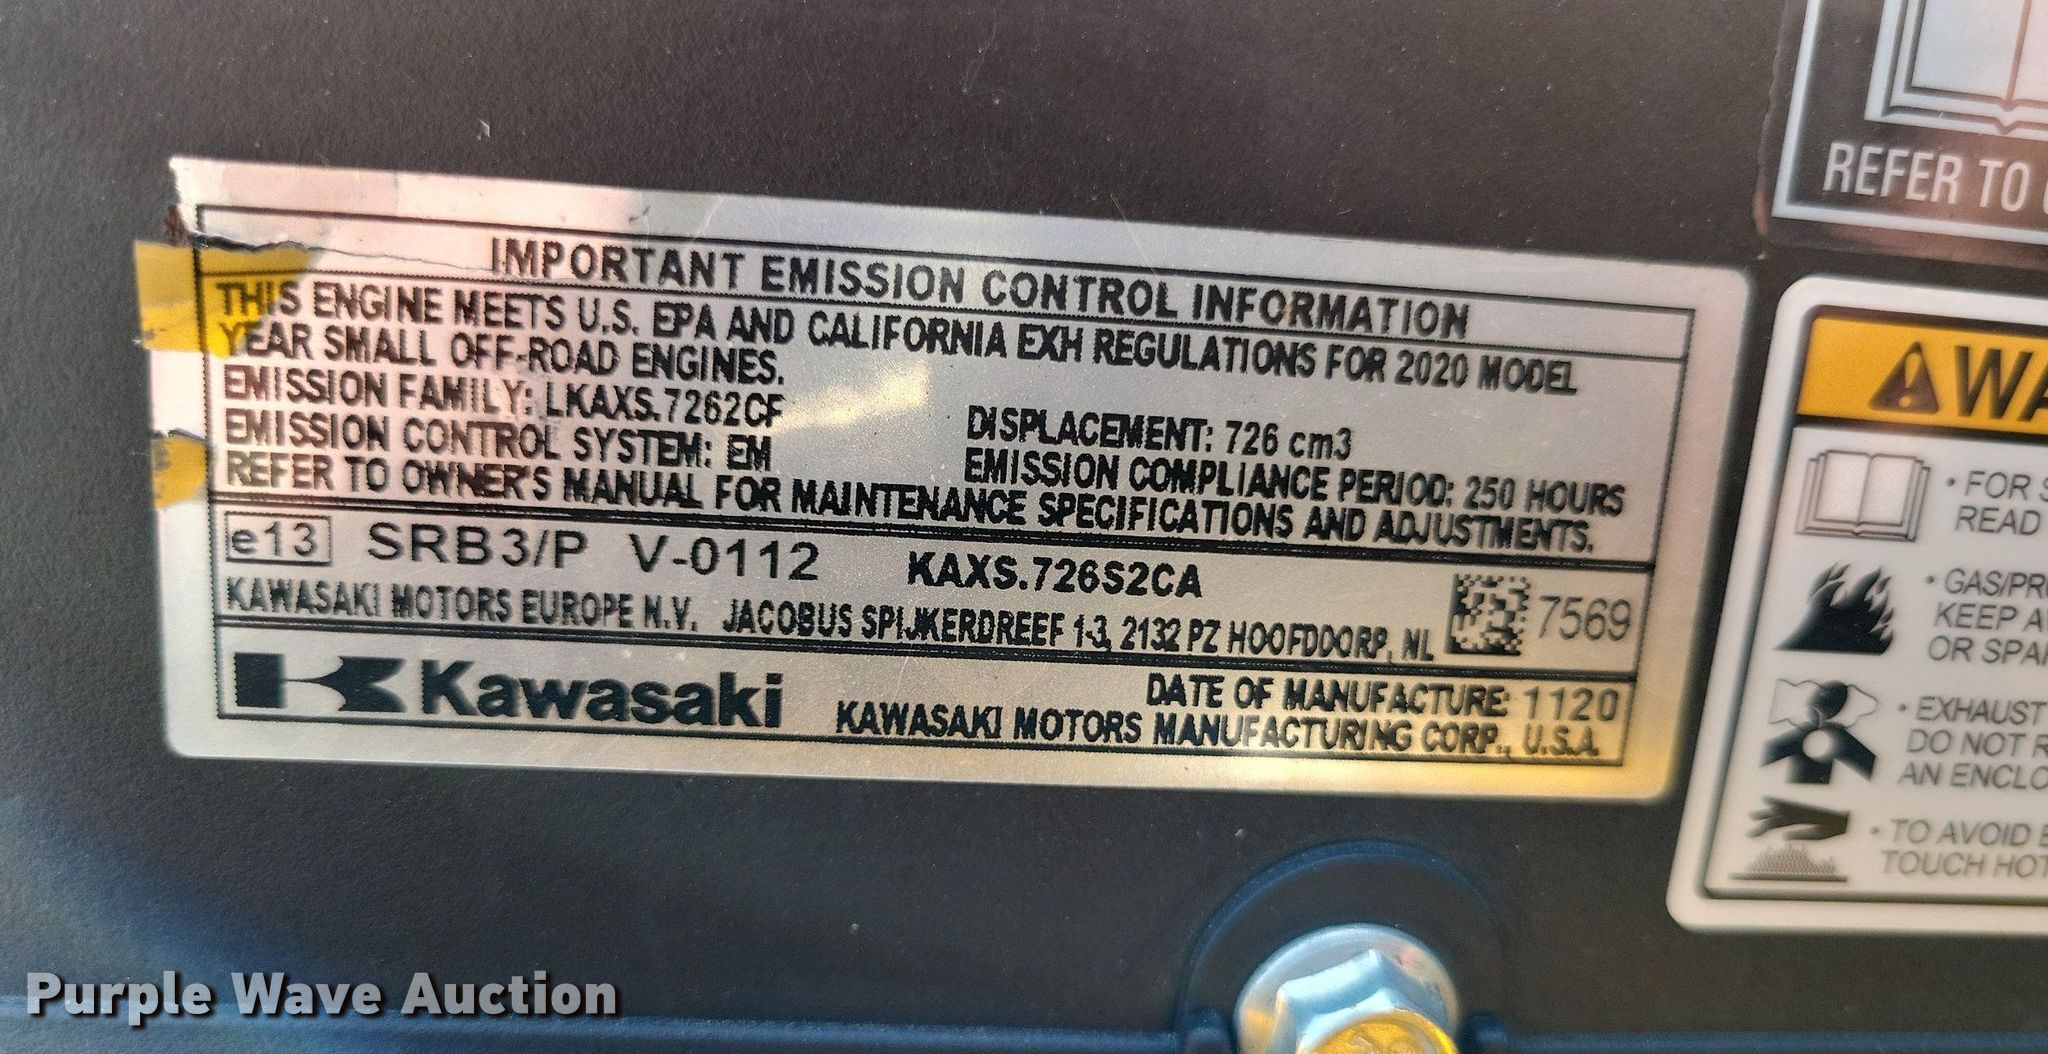 IMPORTANT EMISSION CONTROL INFORMATION
THIS ENGINE MEETS U.S. EPA AND CALIFORNIA EXH REGULATIONS FOR 2020 MODEL
YEAR SMALL OFF-ROAD ENGINES.
EMISSION FAMILY: LKAXS.7262CF DISPLACEMENT: 726 cm3
EMISSION CONTROL SYSTEM: EM EMISSION COMPLIANCE PERIOD: 250 HOURS
REFER TO OWNER'S MANUAL FOR MAINTENANCE SPECIFICATIONS AND ADJUSTMENTS.
e13 SRB3/P V-0112 KAXS.726S2CA
KAWASAKI MOTORS EUROPE N.V. JACOBUS SPIJKERDREEF 1-3, 2132 PZ HOOFDDORP, NL
7569
Kawasaki
DATE OF MANUFACTURE: 1120
KAWASAKI MOTORS MANUFACTURING CORP., U.S.A.
REFER TO
WA
• FOR S
READ
• GAS/PR
KEEP A
OR SPA
• EXHAUST
DO NOT R
AN ENCLO
• TO AVOID B
TOUCH HOT
Purple Wave Auction